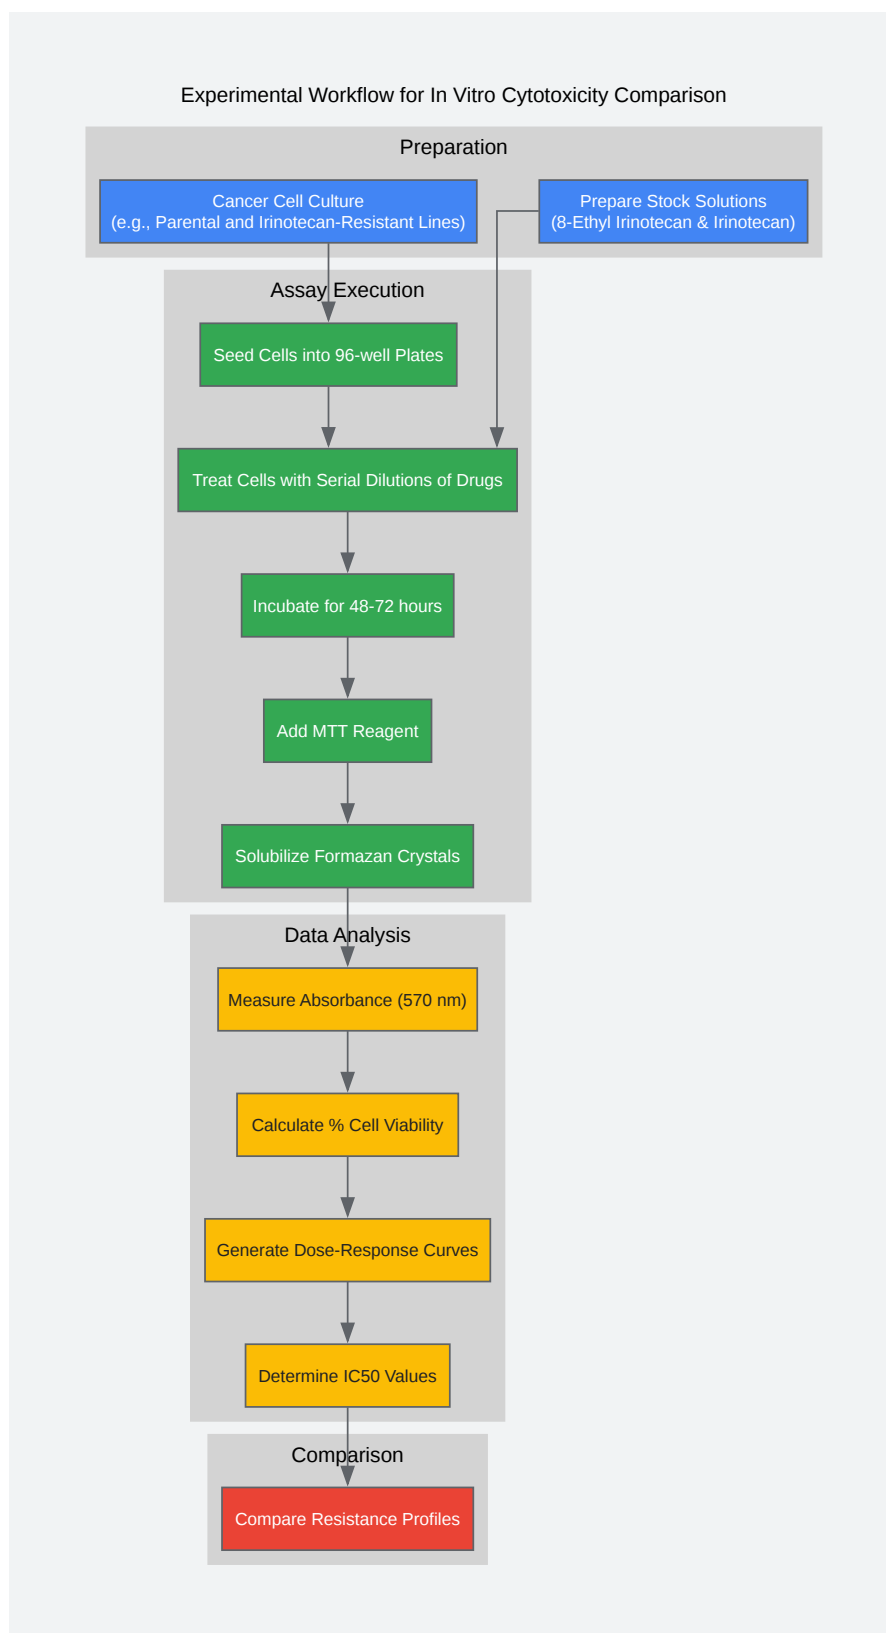 Experimental Workflow for In Vitro Cytotoxicity Comparison
Preparation
Cancer Cell Culture
(e.g., Parental and Irinotecan-Resistant Lines)
Prepare Stock Solutions
(8-Ethyl Irinotecan & Irinotecan)
Assay Execution
Seed Cells into 96-well Plates
Treat Cells with Serial Dilutions of Drugs
Incubate for 48-72 hours
Add MTT Reagent
Solubilize Formazan Crystals
Data Analysis
Measure Absorbance (570 nm)
Calculate % Cell Viability
Generate Dose-Response Curves
Determine IC50 Values
Comparison
Compare Resistance Profiles